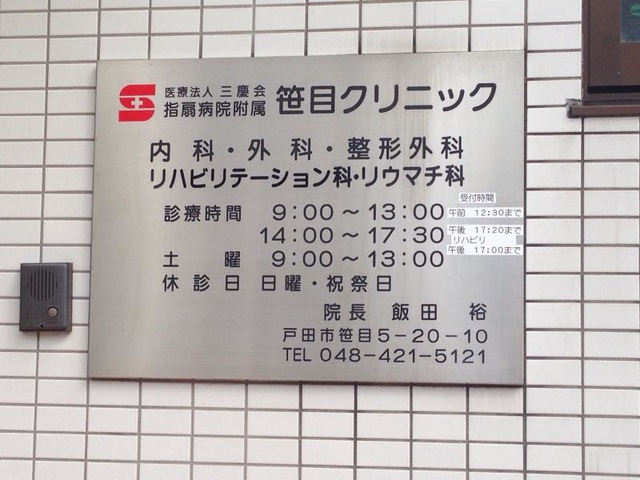 医療法人 三慶会
指扇病院附属 笹目クリニック
内科・外科・整形外科
リハビリテーション科・リウマチ科
受付時間
診療時間 9:00～13:00 午前 12:30まで
14:00～17:30 午後 17:20まで
リハビリ
土曜 9:00～13:00 午後 17:00まで
休診日 日曜・祝祭日
院長 飯田 裕
戸田市笹目5-20-10
TEL 048-421-5121